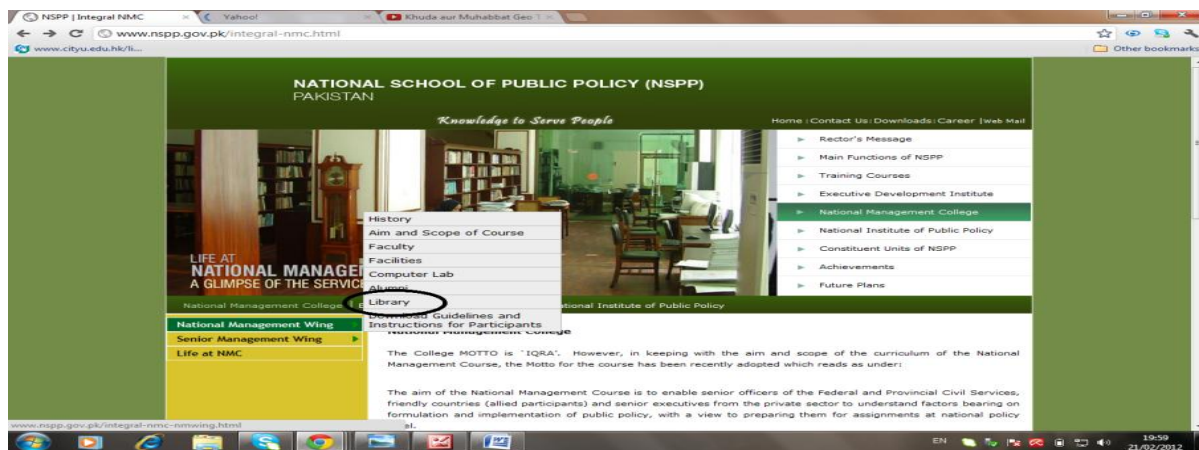 NSPP | Integral NMC
Yahoo!
Khuda aur Muhabbat Geo
www.nspp.gov.pk/integral-nmc.html
www.cityu.edu.hk/li...
Other bookmarks
NATIONAL SCHOOL OF PUBLIC POLICY (NSPP)
PAKISTAN
Knowledge to Serve People
Home | Contact Us | Downloads | Career | Web Mail
Rector's Message
Main Functions of NSPP
Training Courses
Executive Development Institute
National Management College
National Institute of Public Policy
Constituent Units of NSPP
Achievements
Future Plans
LIFE AT
NATIONAL MANAGE
A GLIMPSE OF THE SERVICE
History
Aim and Scope of Course
Faculty
Facilities
Computer Lab
Alumni
Library
Download Guidelines and
Instructions for Participants
National Management College | E
ational Institute of Public Policy
National Management Wing
Senior Management Wing
Life at NMC
National Management College
The College MOTTO is `IQRA'. However, in keeping with the aim and scope of the curriculum of the National
Management Course, the Motto for the course has been recently adopted which reads as under:
The aim of the National Management Course is to enable senior officers of the Federal and Provincial Civil Services,
friendly countries (allied participants) and senior executives from the private sector to understand factors bearing on
formulation and implementation of public policy, with a view to preparing them for assignments at national policy
el.
www.nspp.gov.pk/integral-nmc-nmwing.html
EN
19:59
21/02/2012